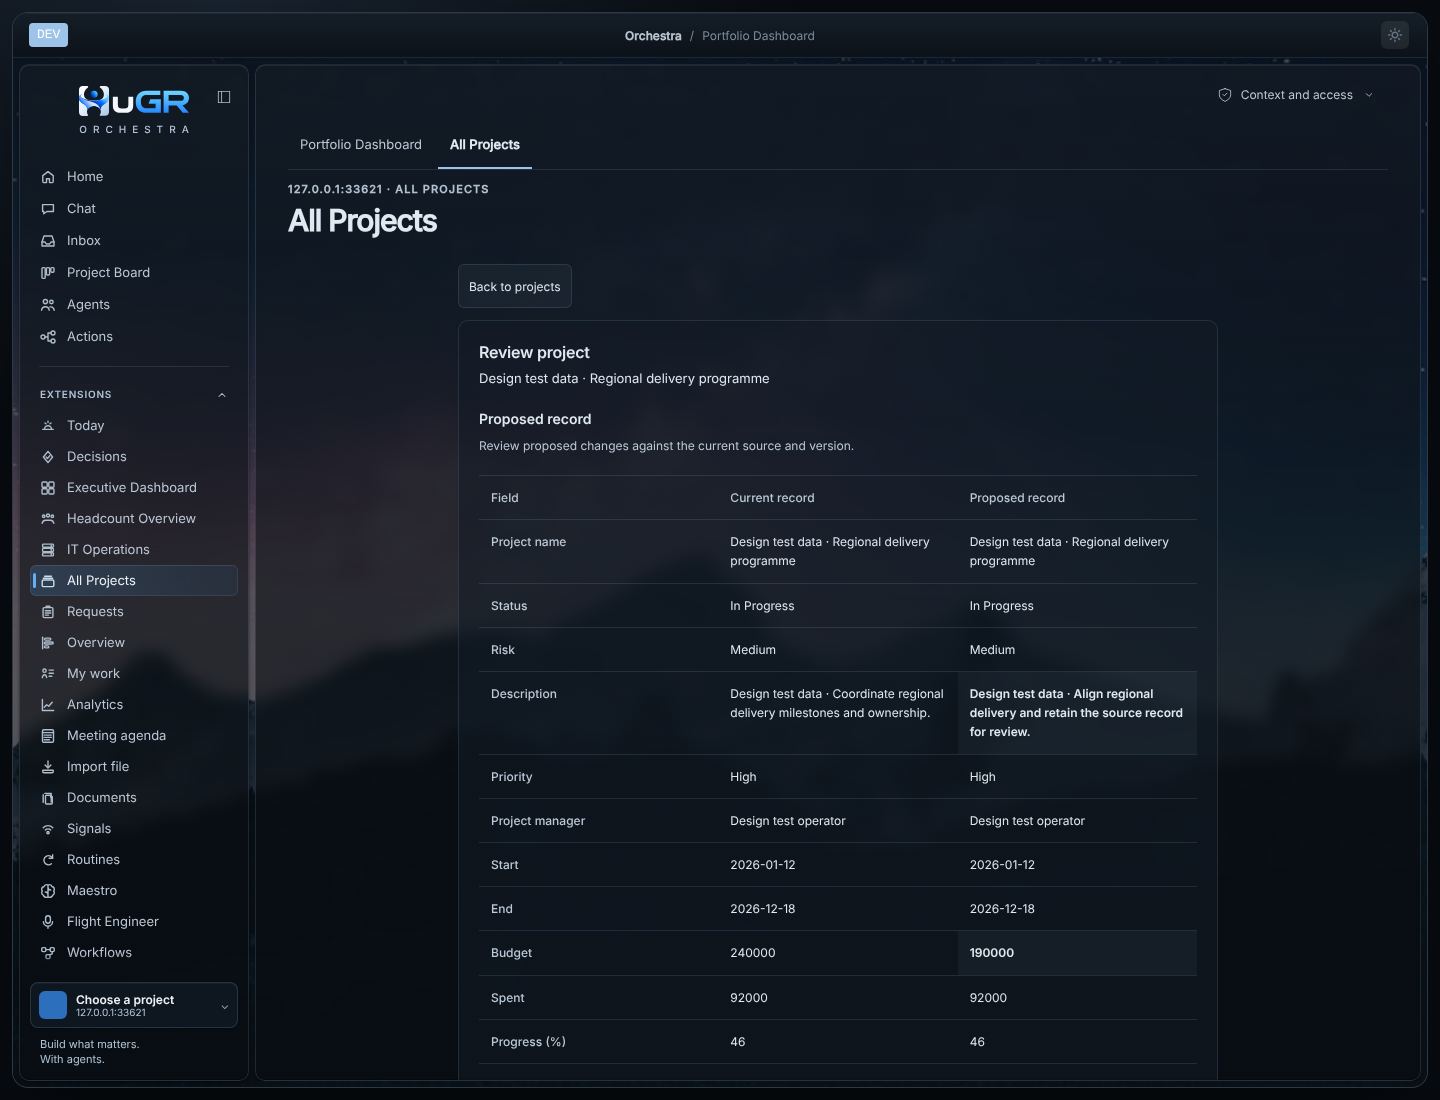 DEV
Orchestra / Portfolio Dashboard
HuGR
ORCHESTRA
Context and access
Home
Chat
Inbox
Project Board
Agents
Actions
EXTENSIONS
Today
Decisions
Executive Dashboard
Headcount Overview
IT Operations
All Projects
Requests
Overview
My work
Analytics
Meeting agenda
Import file
Documents
Signals
Routines
Maestro
Flight Engineer
Workflows
Choose a project
127.0.0.1:33621
Build what matters.
With agents.
Portfolio Dashboard All Projects
127.0.0.1:33621 · ALL PROJECTS
All Projects
Back to projects
Review project
Design test data · Regional delivery programme
Proposed record
Review proposed changes against the current source and version.
Field Current record Proposed record
Project name Design test data · Regional delivery programme Design test data · Regional delivery programme
Status In Progress In Progress
Risk Medium Medium
Description Design test data · Coordinate regional delivery milestones and ownership. Design test data · Align regional delivery and retain the source record for review.
Priority High High
Project manager Design test operator Design test operator
Start 2026-01-12 2026-01-12
End 2026-12-18 2026-12-18
Budget 240000 190000
Spent 92000 92000
Progress (%) 46 46